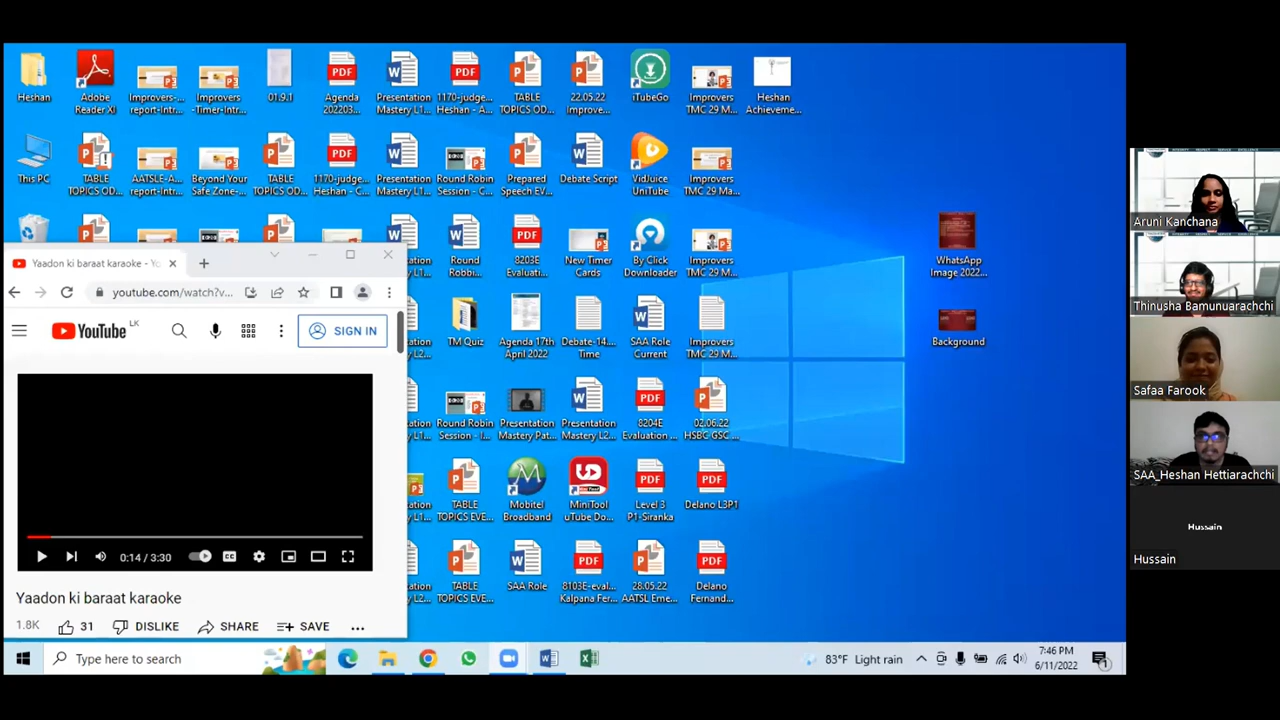 Heshan
Adobe
Reader XI
Improvers-...
report-Intr...
Improvers
-Timer-Intr...
01.9.1
Agenda
202203...
Presentation
Mastery L1...
1170-judge...
Heshan - A...
TABLE
TOPICS OD...
22.05.22
Improve...
iTubeGo
Improvers
TMC 29 M...
Heshan
Achieveme...
This PC
TABLE
TOPICS OD...
AATSLE-A...
report-Intr...
Beyond Your
Safe Zone-...
TABLE
TOPICS OD...
1170-judge...
Heshan - C...
Presentation
Mastery L1...
Round Robin
Session - C...
Prepared
Speech EV...
Debate Script
VidJuice
UniTube
Improvers
TMC 29 Ma...
Round
Robbi...
8203E
Evaluati...
New Timer
Cards
By Click
Downloader
Improvers
TMC 29 M...
WhatsApp
Image 2022...
TM Quiz
Agenda 17th
April 2022
Debate-14....
Time
SAA Role
Current
Improvers
TMC 29 M...
Background
Round Robin
Session - I...
Presentation
Mastery Pat...
Presentation
Mastery L2...
8204E
Evaluation ...
02.06.22
HSBC GSC ...
TABLE
TOPICS EVE...
Mobitel
Broadband
MiniTool
uTube Do...
Level 3
P1-Siranka
Delano L3P1
TABLE
TOPICS EVE...
SAA Role
8103E-eval...
Kalpana Fer...
28.05.22
AATSL Eme...
Delano
Fernand...
Yaadon ki baraat karaoke - Yo
youtube.com/watch?v...
YouTube LK
SIGN IN
0:14 / 3:30
Yaadon ki baraat karaoke
1.8K 31 DISLIKE SHARE SAVE ...
Type here to search
83°F Light rain
7:46 PM
6/11/2022
Aruni Kanchana
Thinusha Bamunuarachchi
Safaa Farook
SAA_Heshan Hettiarachchi
Hussain
Hussain